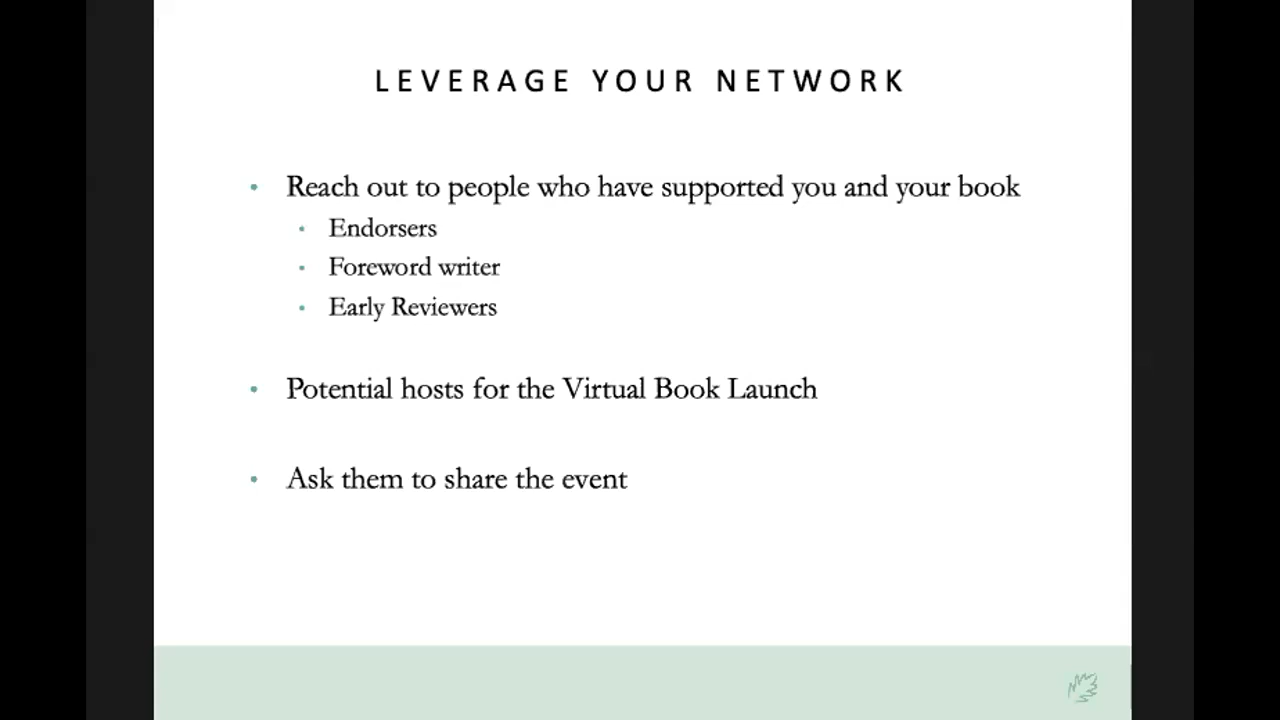 LEVERAGE YOUR NETWORK
• Reach out to people who have supported you and your book
• Endorsers
• Foreword writer
• Early Reviewers
• Potential hosts for the Virtual Book Launch
• Ask them to share the event